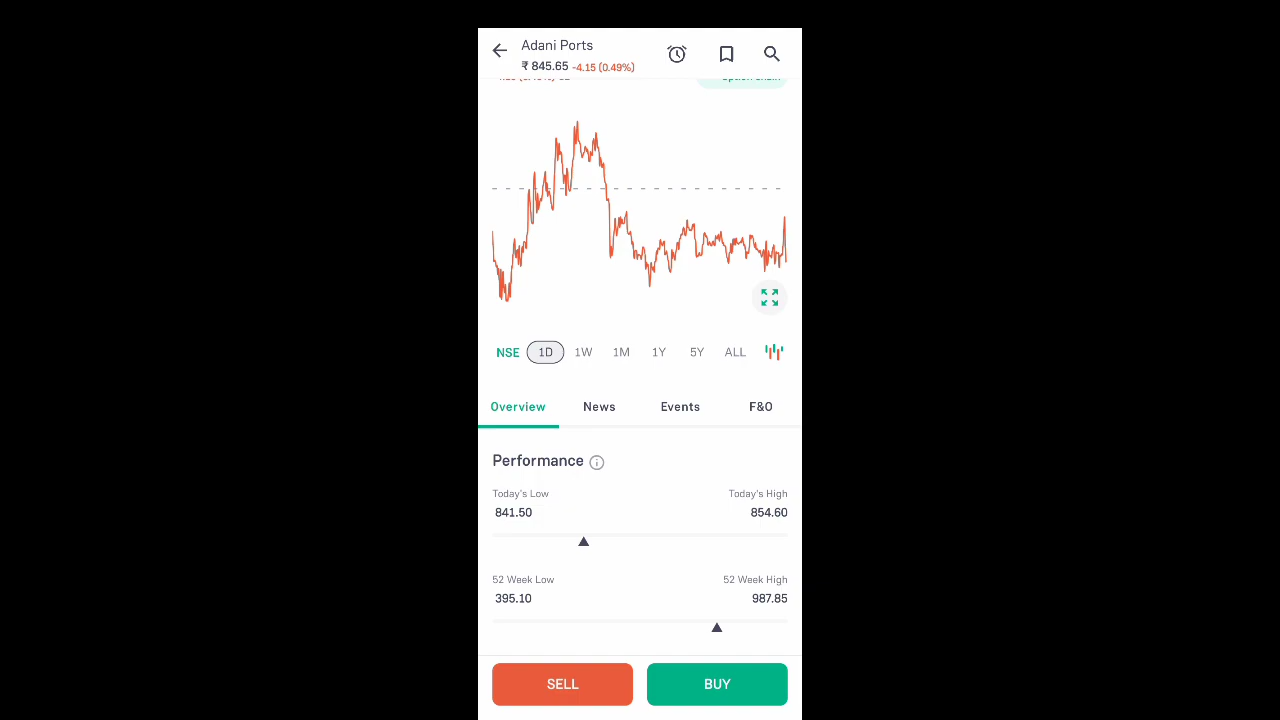 Adani Ports
₹ 845.65 -4.15 (0.49%)
NSE 1D 1W 1M 1Y 5Y ALL
Overview News Events F&O
Performance
Today's Low Today's High
841.50 854.60
52 Week Low 52 Week High
395.10 987.85
SELL BUY